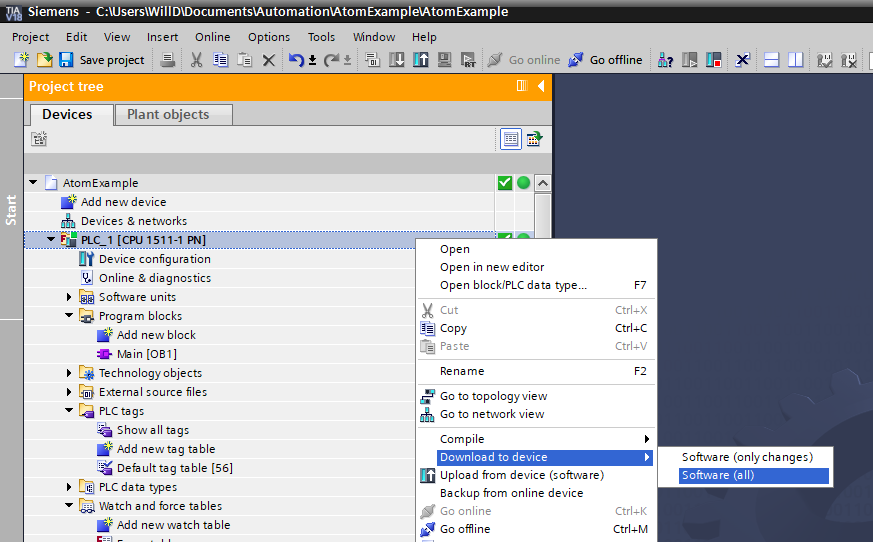 TIA
V18
Siemens - C:\Users\WillD\Documents\Automation\AtomExample\AtomExample
Project Edit View Insert Online Options Tools Window Help
Save project Go online Go offline
Project tree
Devices Plant objects
Start
AtomExample
Add new device
Devices & networks
PLC_1 [CPU 1511-1 PN]
Device configuration
Online & diagnostics
Software units
Program blocks
Add new block
Main [OB1]
Technology objects
External source files
PLC tags
Show all tags
Add new tag table
Default tag table [56]
PLC data types
Watch and force tables
Add new watch table
Open
Open in new editor
Open block/PLC data type... F7
Cut Ctrl+X
Copy Ctrl+C
Paste Ctrl+V
Rename F2
Go to topology view
Go to network view
Compile
Download to device
Upload from device (software)
Backup from online device
Go online
Go offline Ctrl+M
Software (only changes)
Software (all)